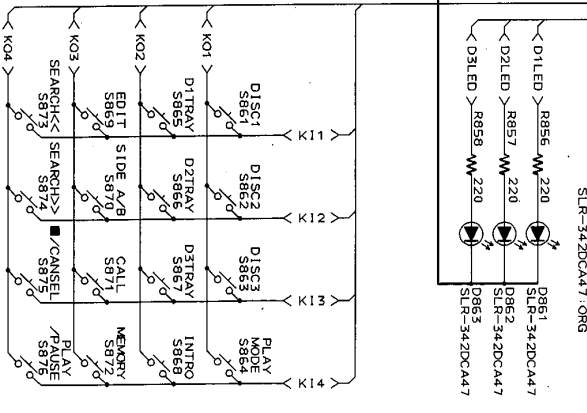 KO4
KO3
KO2
KO1
DISC1
S861
D1TRAY
S865
EDIT
S869
SEARCH<<
S873
KI1
DISC2
S862
D2TRAY
S866
SIDE A/B
S870
SEARCH>>
S874
KI2
DISC3
S863
D3TRAY
S867
CALL
S871
■/CANSEL
S875
KI3
PLAY
MODE
S864
INTRO
S868
MEMORY
S872
PLAY
/PAUSE
S876
KI4
D3LED
D2LED
D1LED
R858 220
R857 220
R856 220
SLR-342DCA47:ORG
D861
SLR-342DCA47
D862
SLR-342DCA47
D863
SLR-342DCA47